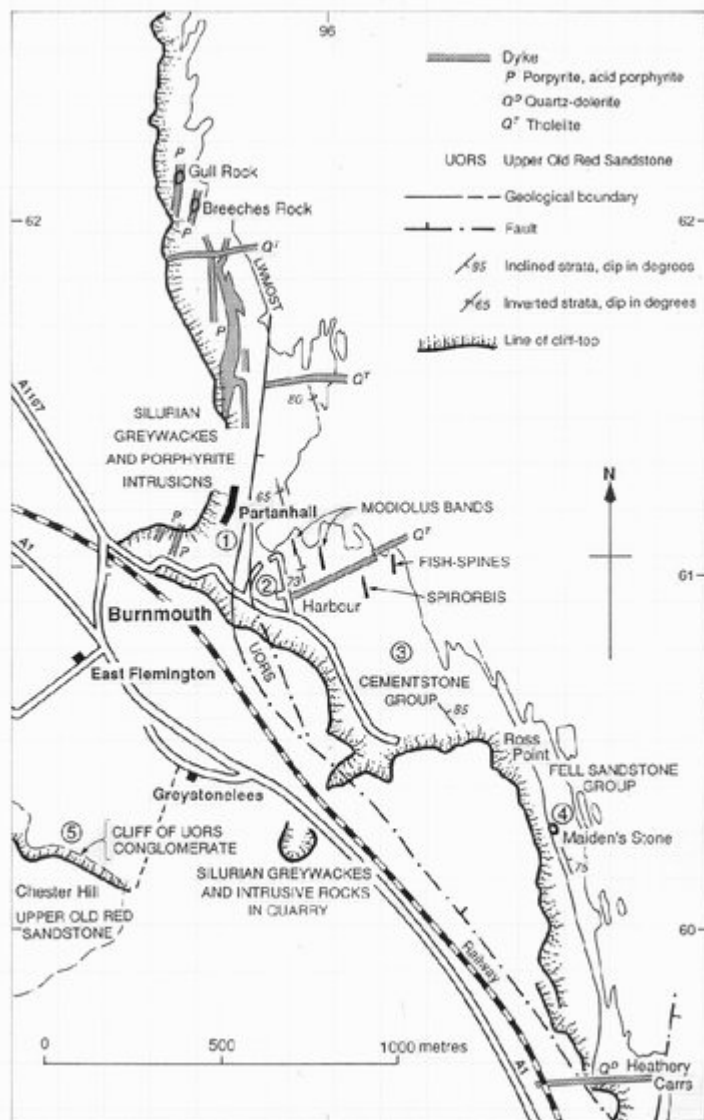 96
Dyke
P Porpyrite, acid porphyrite
Q^D Quartz-dolerite
Q^T Tholeiite
UORS Upper Old Red Sandstone
Geological boundary
Fault
95 Inclined strata, dip in degrees
65 Inverted strata, dip in degrees
Line of cliff-top
P
Gull Rock
Breeches Rock
P
62
62
Q^T
LWMOST
P
Q^T
80
A1107
SILURIAN
GREYWACKES
AND PORPHYRITE
INTRUSIONS
N
65
Partanhall
MODIOLUS BANDS
A1
?
?
①
②
73
Q^T
FISH-SPINES
61
61
Harbour
SPIRORBIS
Burnmouth
③
East Flemington
UORS
CEMENTSTONE
GROUP
85
Ross
Point
FELL SANDSTONE
GROUP
Greystonelees
⑤
CLIFF OF UORS
CONGLOMERATE
④
Maiden's Stone
75
Chester Hill
SILURIAN GREYWACKES
AND INTRUSIVE ROCKS
IN QUARRY
UPPER OLD RED
SANDSTONE
60
Railway
0 500 1000 metres
A1
Q^D
Heathery
Carrs